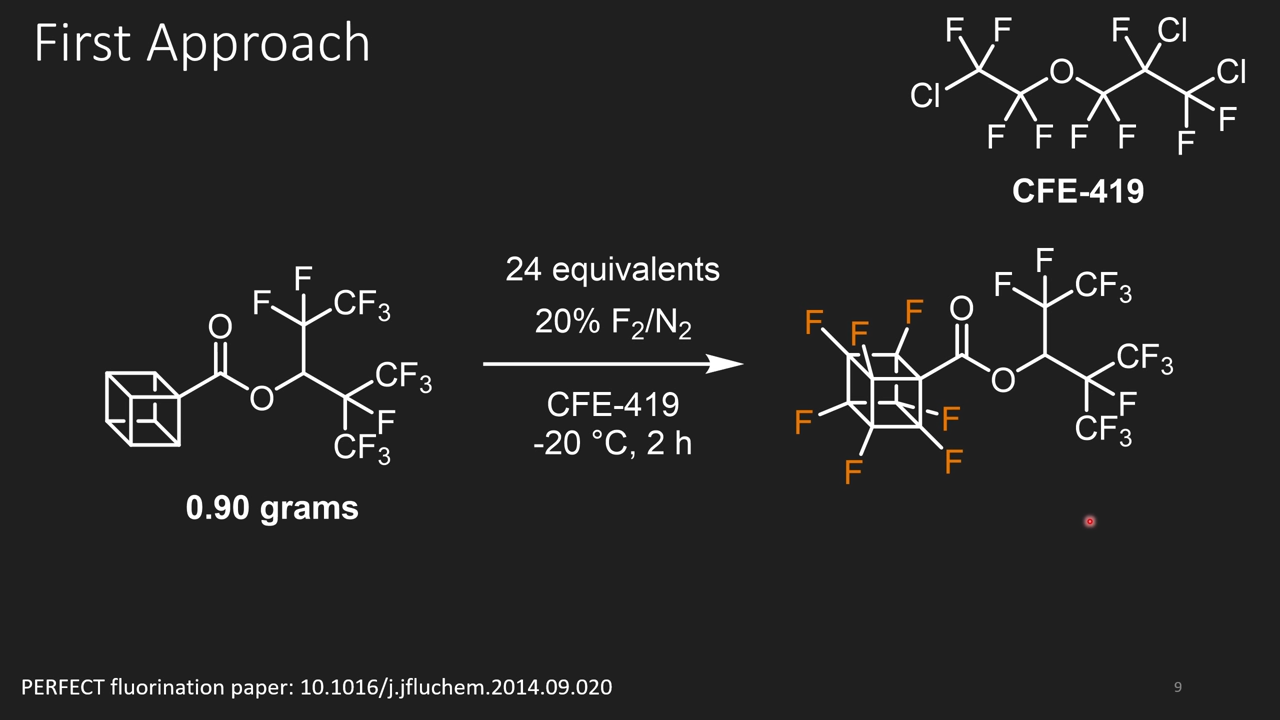 First Approach
F F F Cl
Cl O Cl
F F F F F F
CFE-419
F F CF3
O
O CF3
F
CF3
0.90 grams
24 equivalents
20% F2/N2
CFE-419
-20 °C, 2 h
F F CF3
F F F O
O CF3
F F F
CF3
F F
PERFECT fluorination paper: 10.1016/j.jfluchem.2014.09.020
9